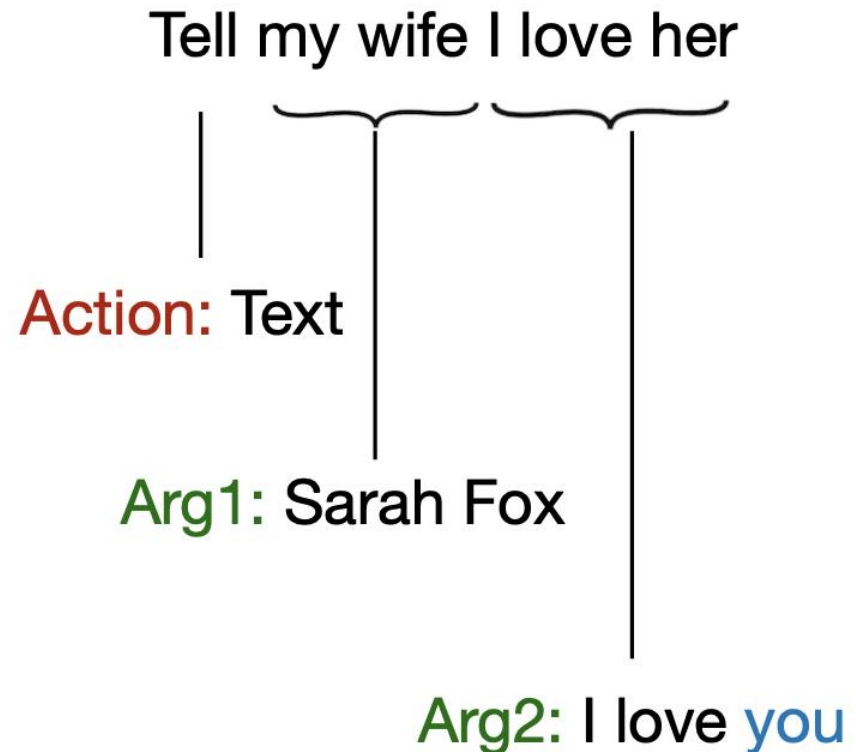 Tell my wife I love her
Action: Text
Arg1: Sarah Fox
Arg2: I love you